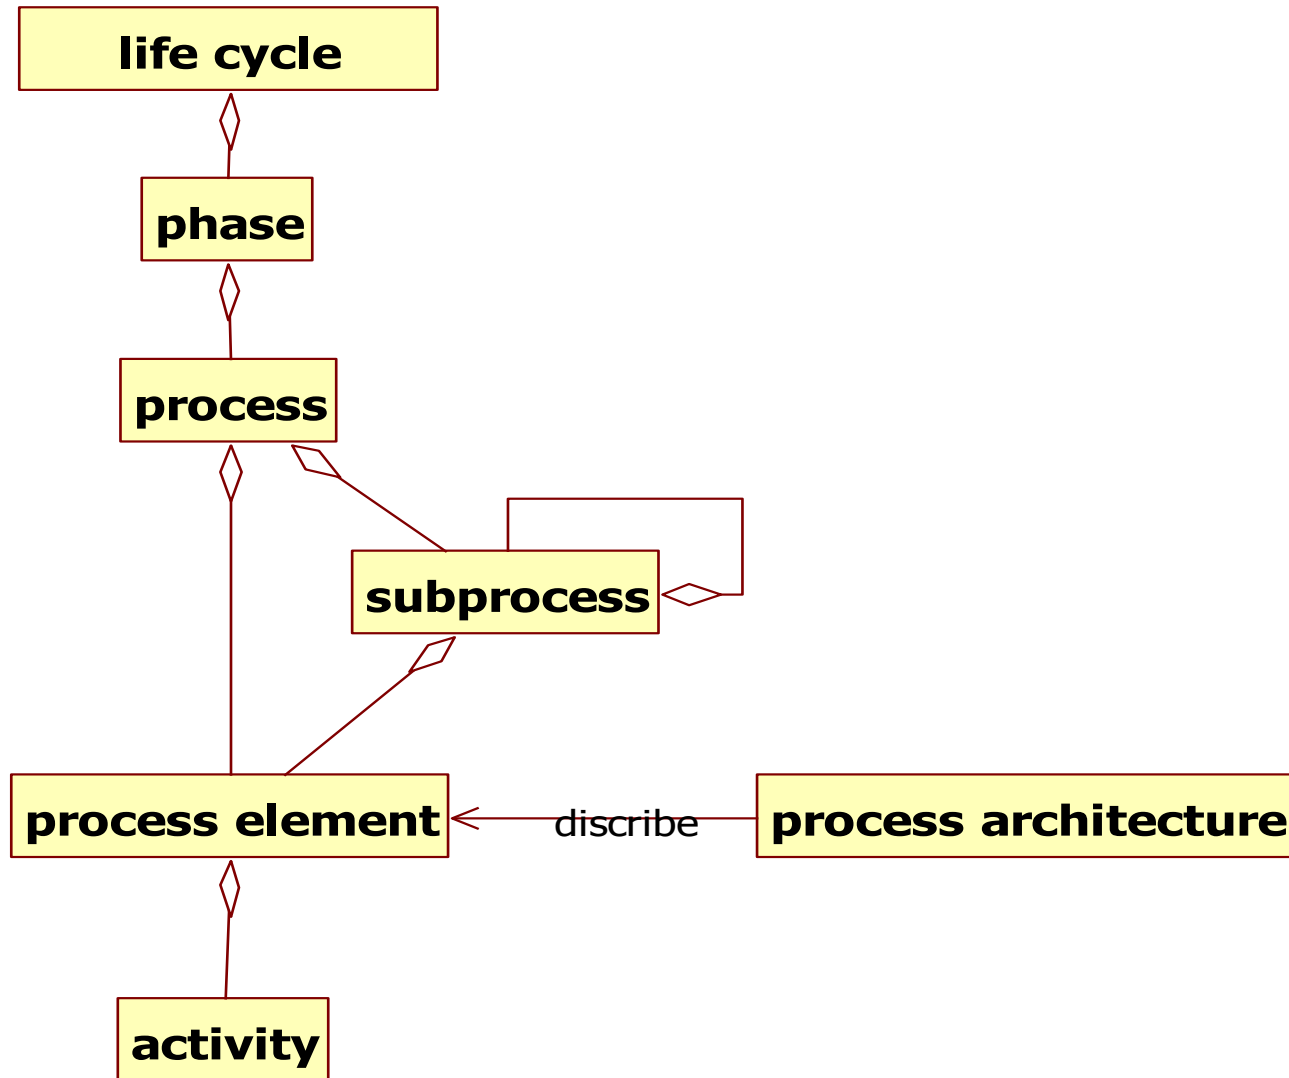 life cycle
phase
process
subprocess
process element
discribe
process architecture
activity